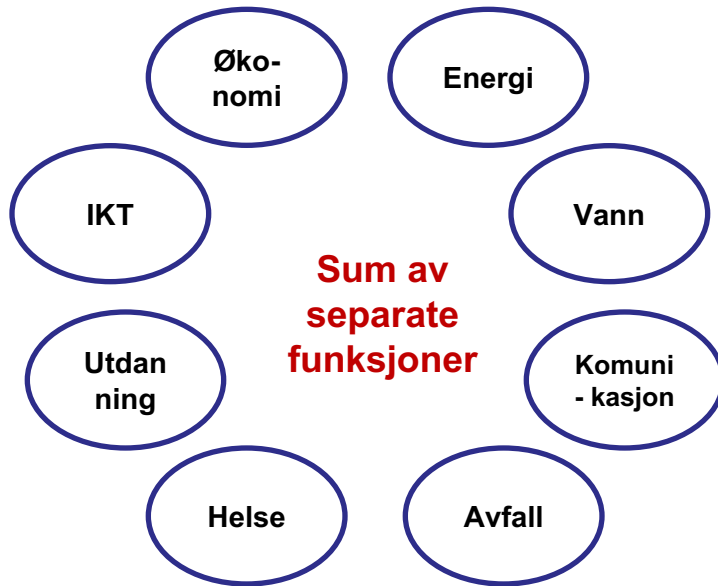 Øko-
nomi
Energi
IKT
Vann
Sum av
separate
funksjoner
Utdan
ning
Komuni
- kasjon
Helse
Avfall